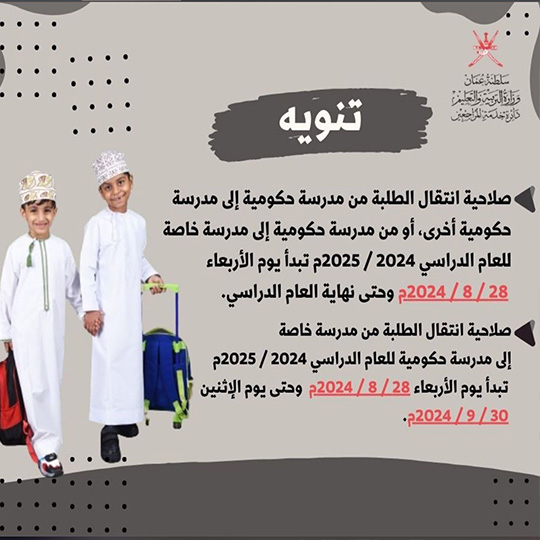 سلطنة عمان
وزارة التربية والتعليم
دائرة خدمة المراجعين
تنويه
صلاحية انتقال الطلبة من مدرسة حكومية إلى مدرسة
حكومية أخرى، أو من مدرسة حكومية إلى مدرسة خاصة
للعام الدراسي 2024 / 2025م تبدأ يوم الأربعاء
28 / 8 / 2024م وحتى نهاية العام الدراسي.
صلاحية انتقال الطلبة من مدرسة خاصة
إلى مدرسة حكومية للعام الدراسي 2024 / 2025م
تبدأ يوم الأربعاء 28 / 8 / 2024م وحتى يوم الإثنين
30 / 9 / 2024م.